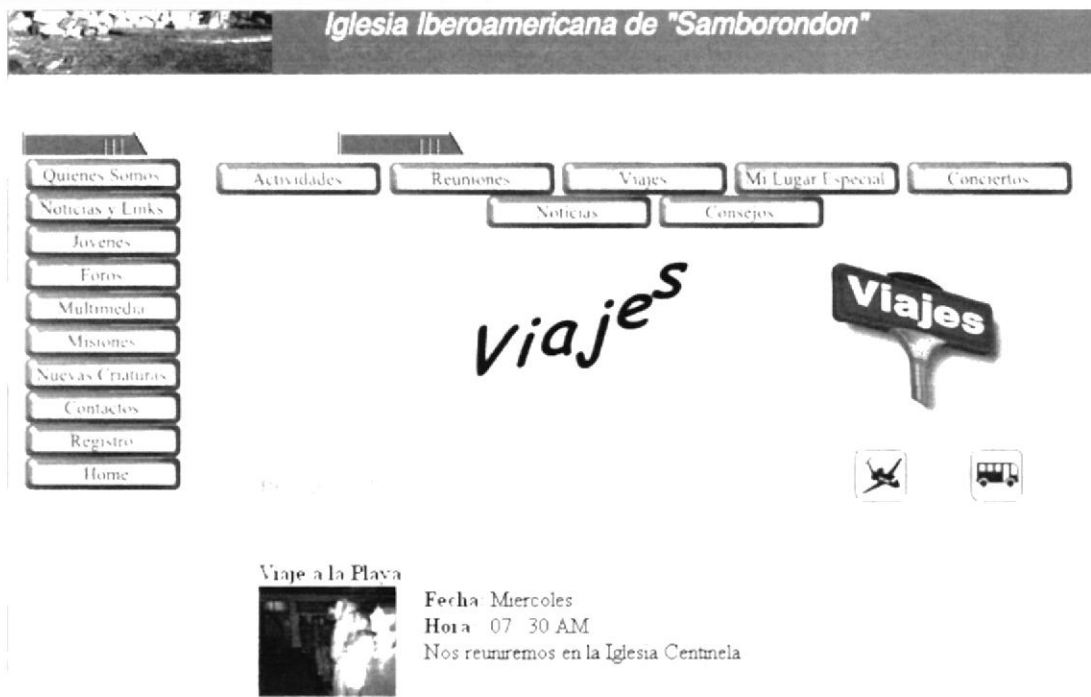 Iglesia Iberoamericana de "Samborondon"
Quienes Somos
Noticias y Links
Jovenes
Foros
Multimedia
Misiones
Nuevas Criaturas
Contactos
Registro
Home
Actividades
Reuniones
Viajes
Mi Lugar Especial
Conciertos
Noticias
Consejos
Viajes
Viajes
Viaje a la Playa
Fecha: Miercoles
Hora 07 30 AM
Nos reuniremos en la Iglesia Centinela